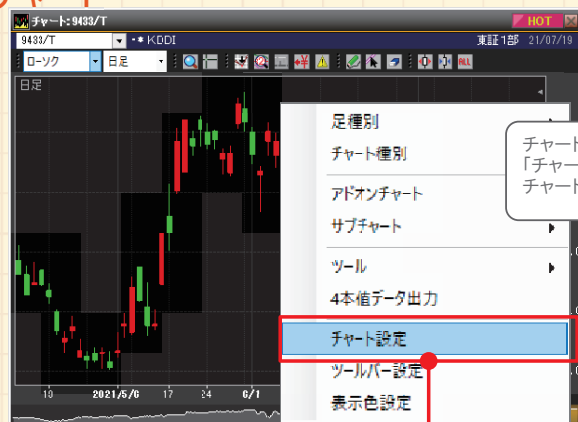 チャート:9433/T
HOT
9433/T
・* KDDI
東証1部 21/07/19
ローソク
日足
ALL
日足
足種別
チャート種別
チャート
「チャー
チャート
アドオンチャート
サブチャート
ツール
4本値データ出力
チャート設定
ツールバー設定
表示色設定
19 2021/5/6 17 24 6/1